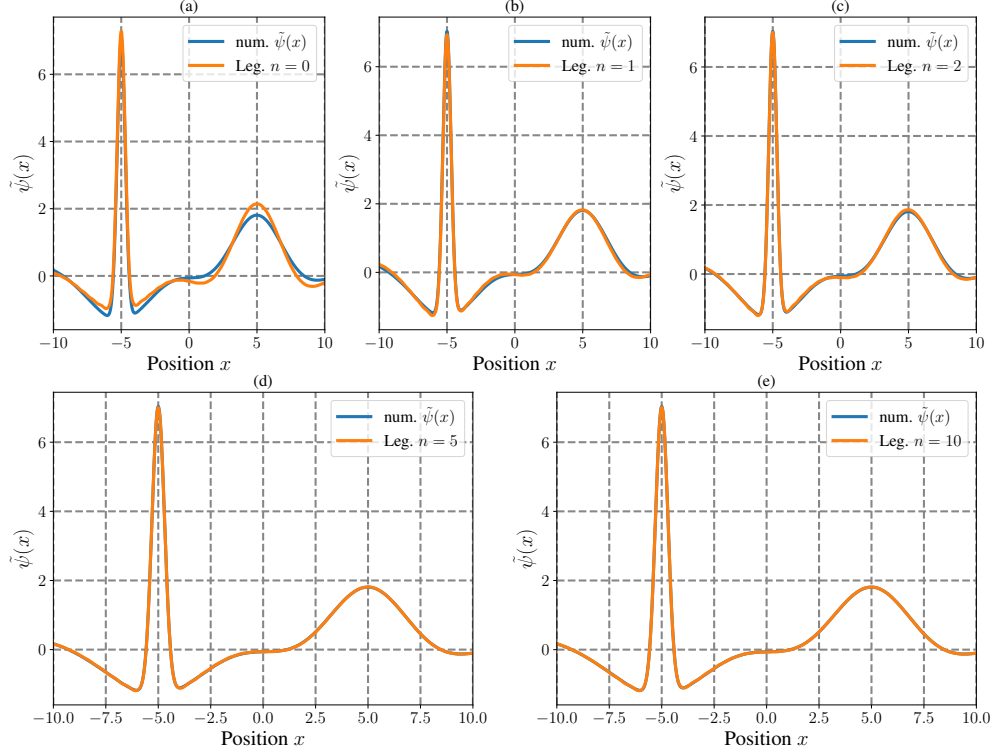 (a)
num. ψ̃(x)
Leg. n = 0
ψ̃(x)
6
4
2
0
−10 −5 0 5 10
Position x
(b)
num. ψ̃(x)
Leg. n = 1
ψ̃(x)
6
4
2
0
−10 −5 0 5 10
Position x
(c)
num. ψ̃(x)
Leg. n = 2
ψ̃(x)
6
4
2
0
−10 −5 0 5 10
Position x
(d)
num. ψ̃(x)
Leg. n = 5
ψ̃(x)
6
4
2
0
−10.0 −7.5 −5.0 −2.5 0.0 2.5 5.0 7.5 10.0
Position x
(e)
num. ψ̃(x)
Leg. n = 10
ψ̃(x)
6
4
2
0
−10.0 −7.5 −5.0 −2.5 0.0 2.5 5.0 7.5 10.0
Position x